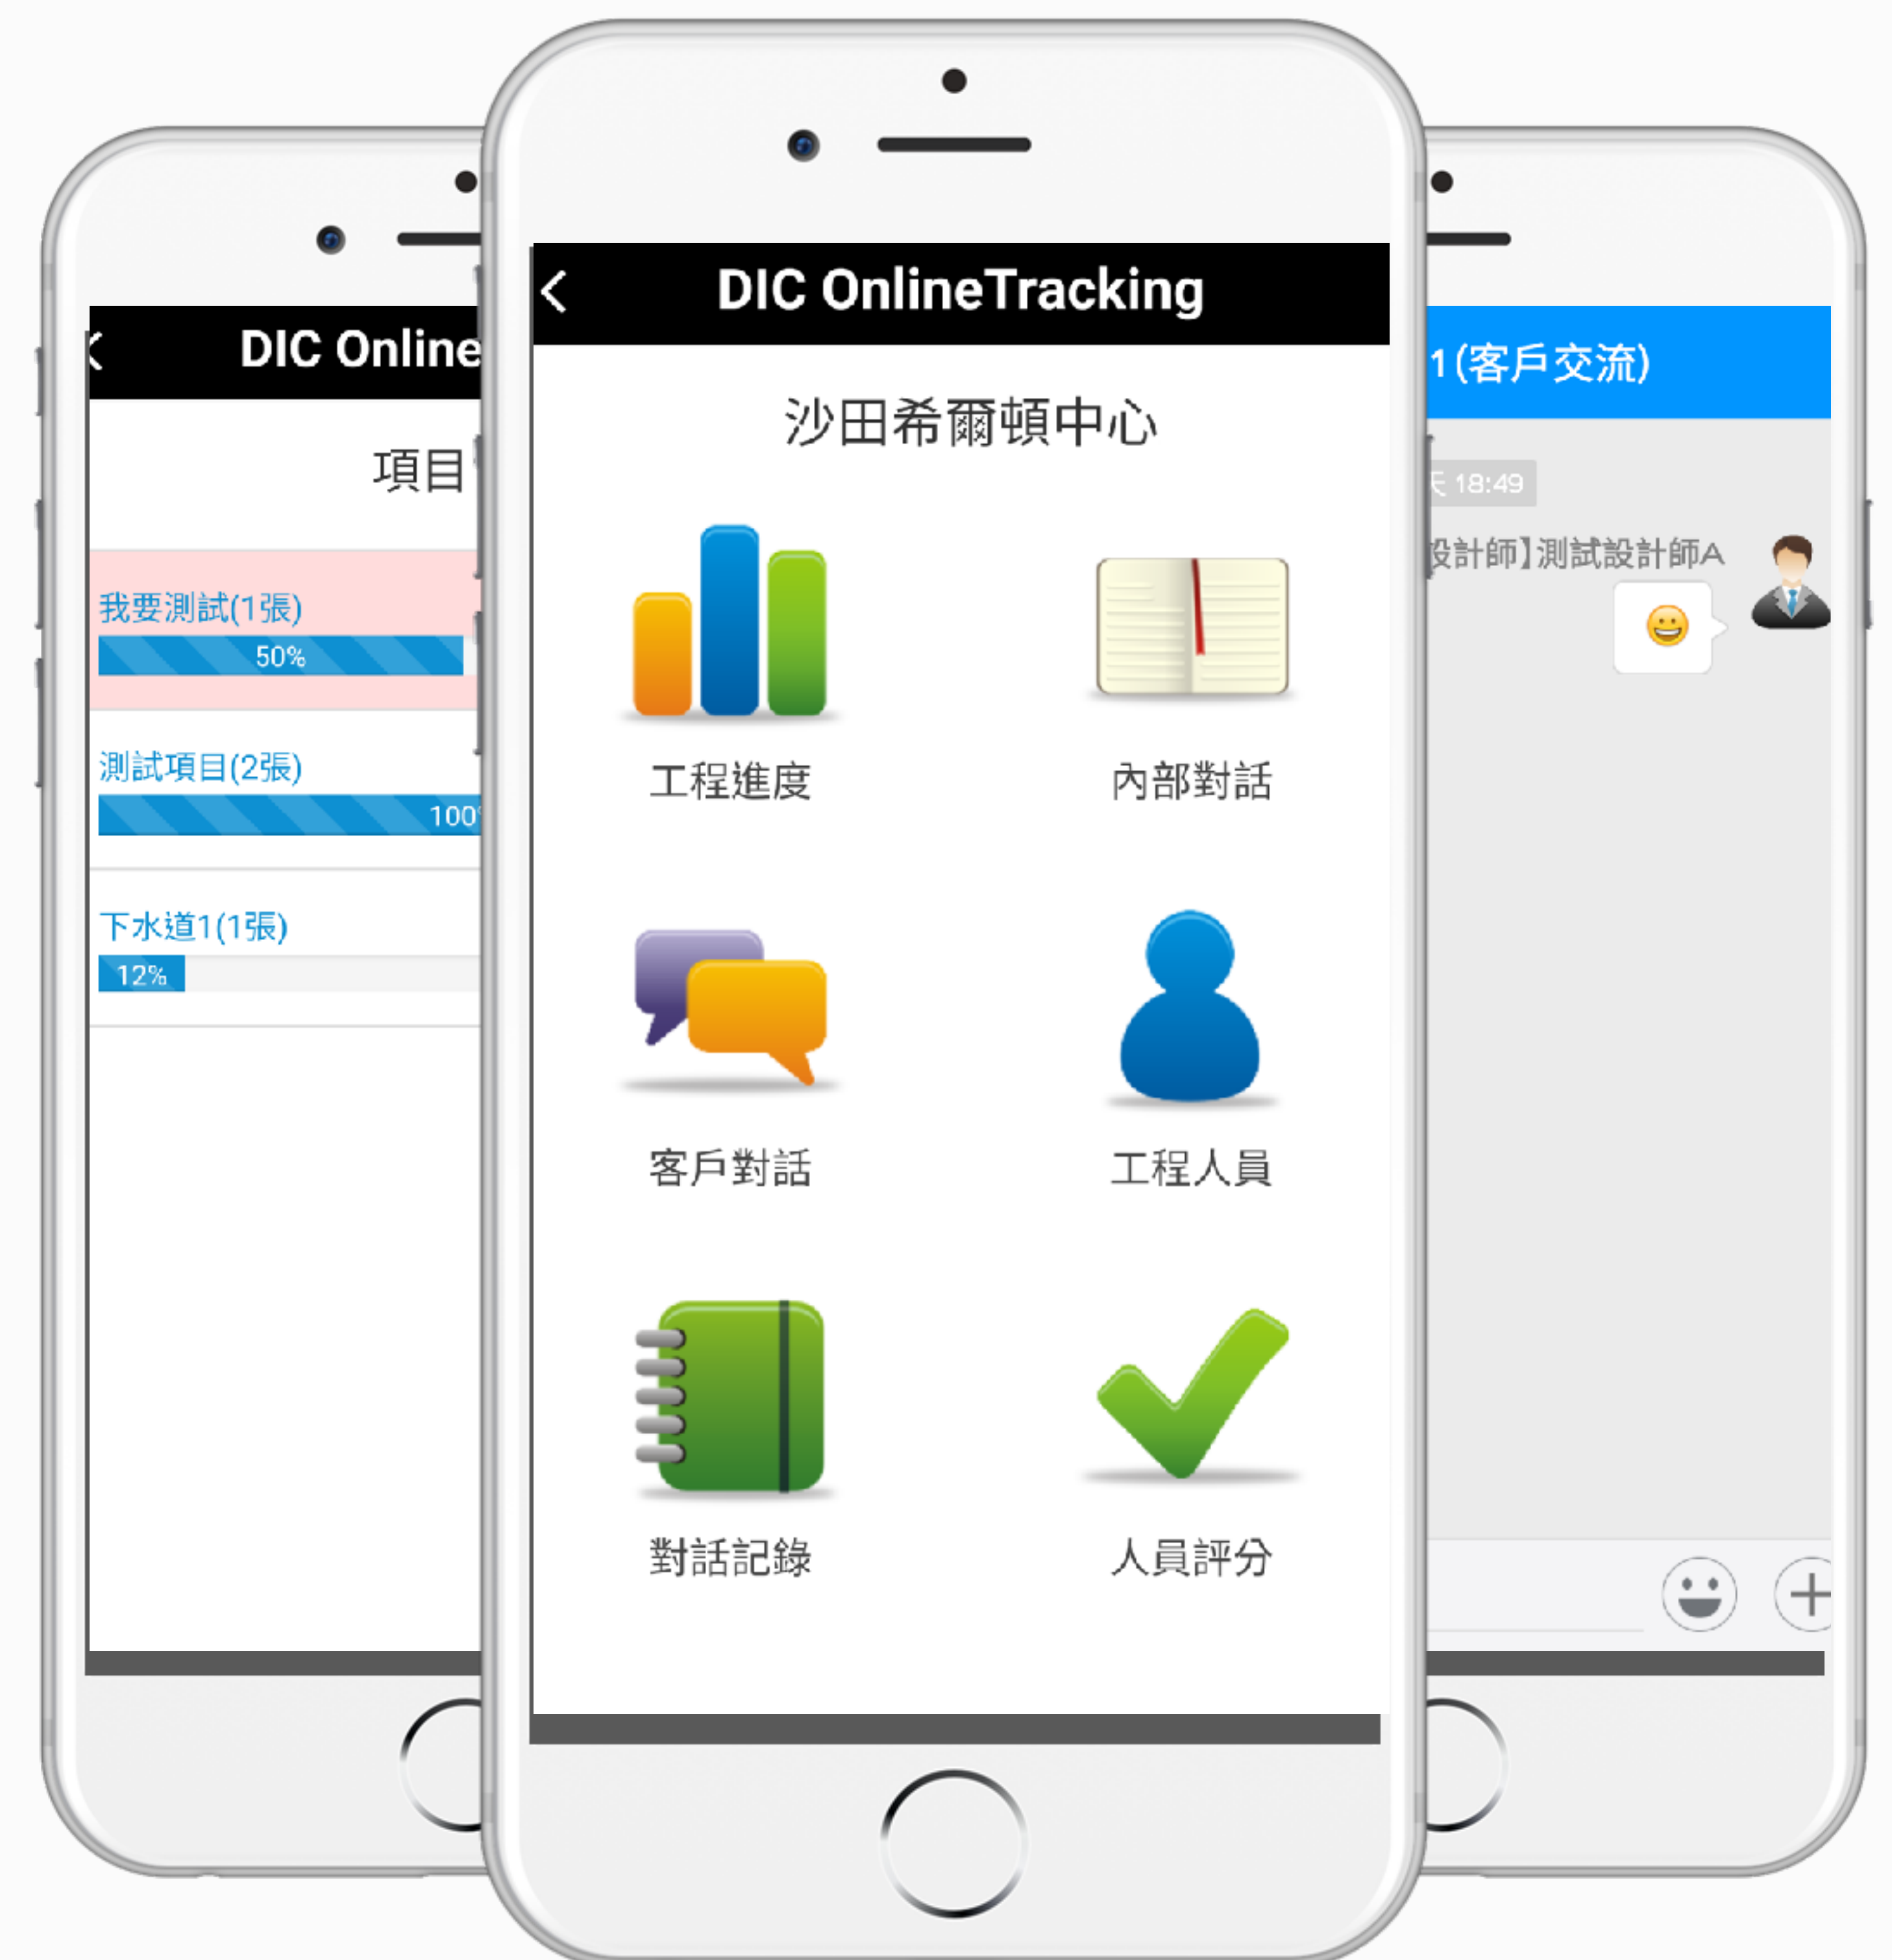 DIC Online
項目
我要測試(1張)
50%
測試項目(2張)
100
下水道1(1張)
12%
DIC OnlineTracking
沙田希爾頓中心
工程進度
內部對話
客戶對話
工程人員
對話記錄
人員評分
1(客戶交流)
18:49
設計師】測試設計師A